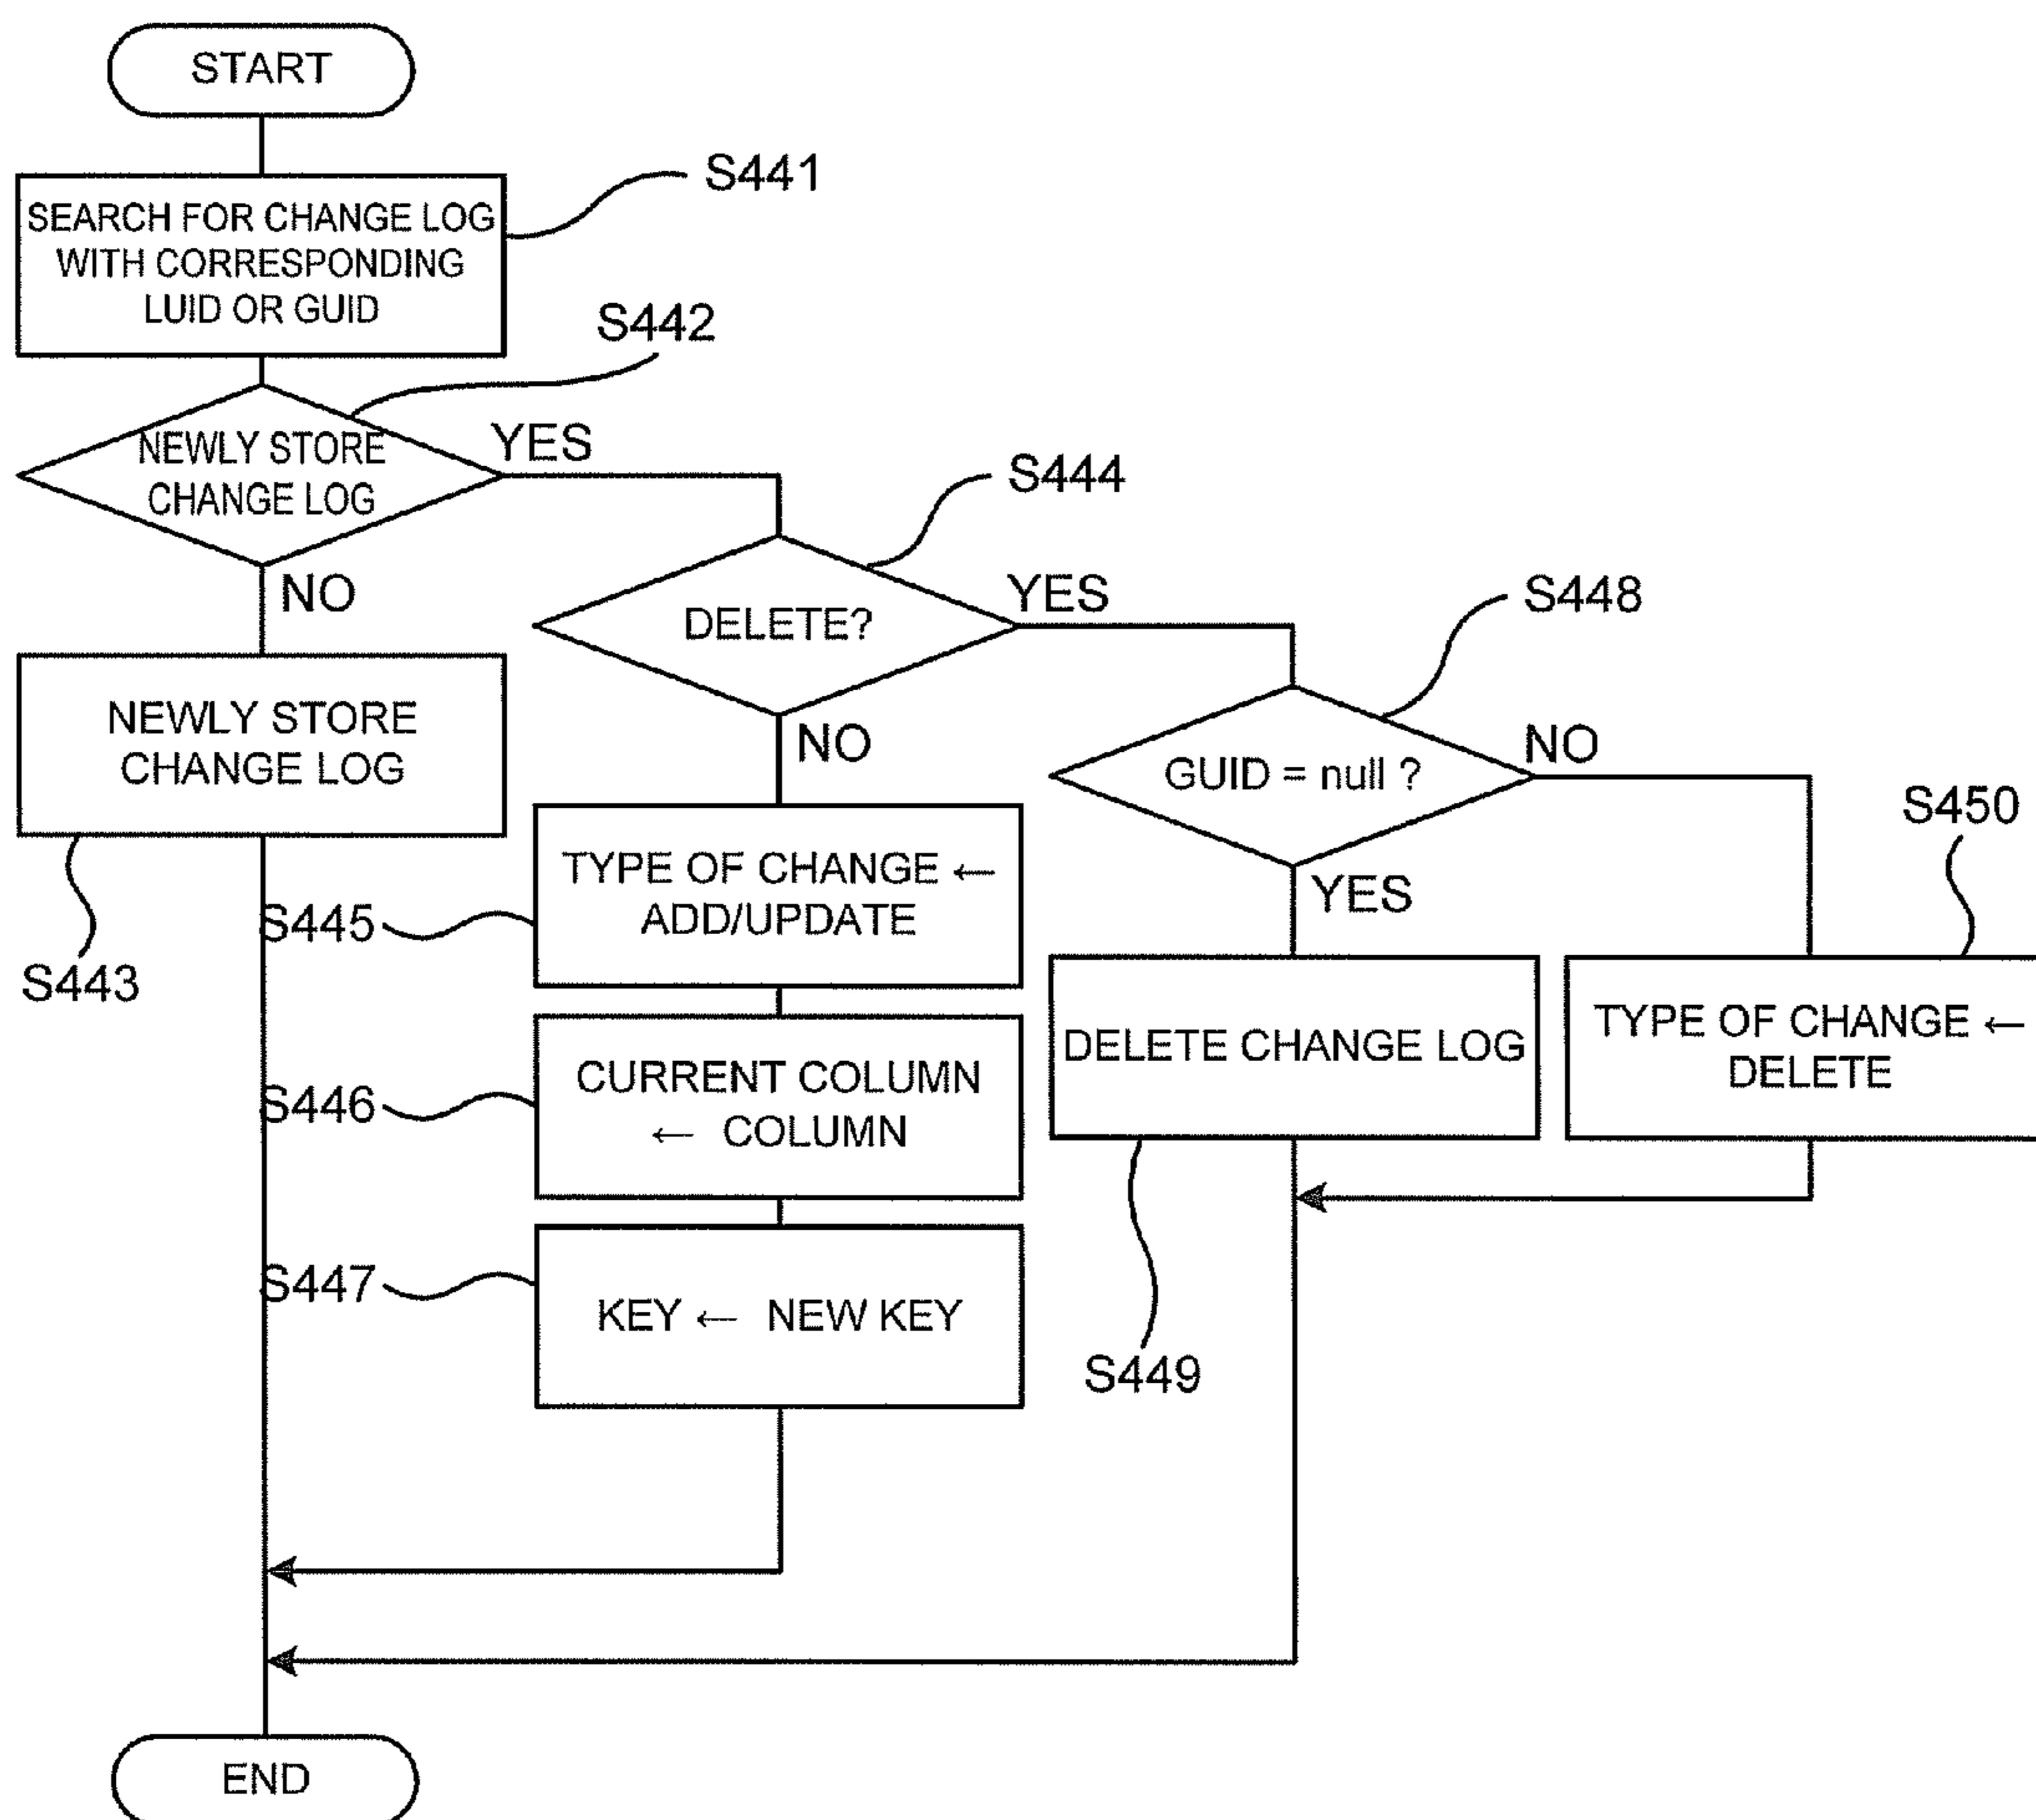 START
S441
SEARCH FOR CHANGE LOG
WITH CORRESPONDING
LUID OR GUID
S442
NEWLY STORE
CHANGE LOG
YES
NO
S444
DELETE?
YES
NO
S448
GUID = null ?
NO
YES
S450
NEWLY STORE
CHANGE LOG
S443
S445
TYPE OF CHANGE ←
ADD/UPDATE
S446
CURRENT COLUMN
← COLUMN
S447
KEY ← NEW KEY
DELETE CHANGE LOG
S449
TYPE OF CHANGE ←
DELETE
END